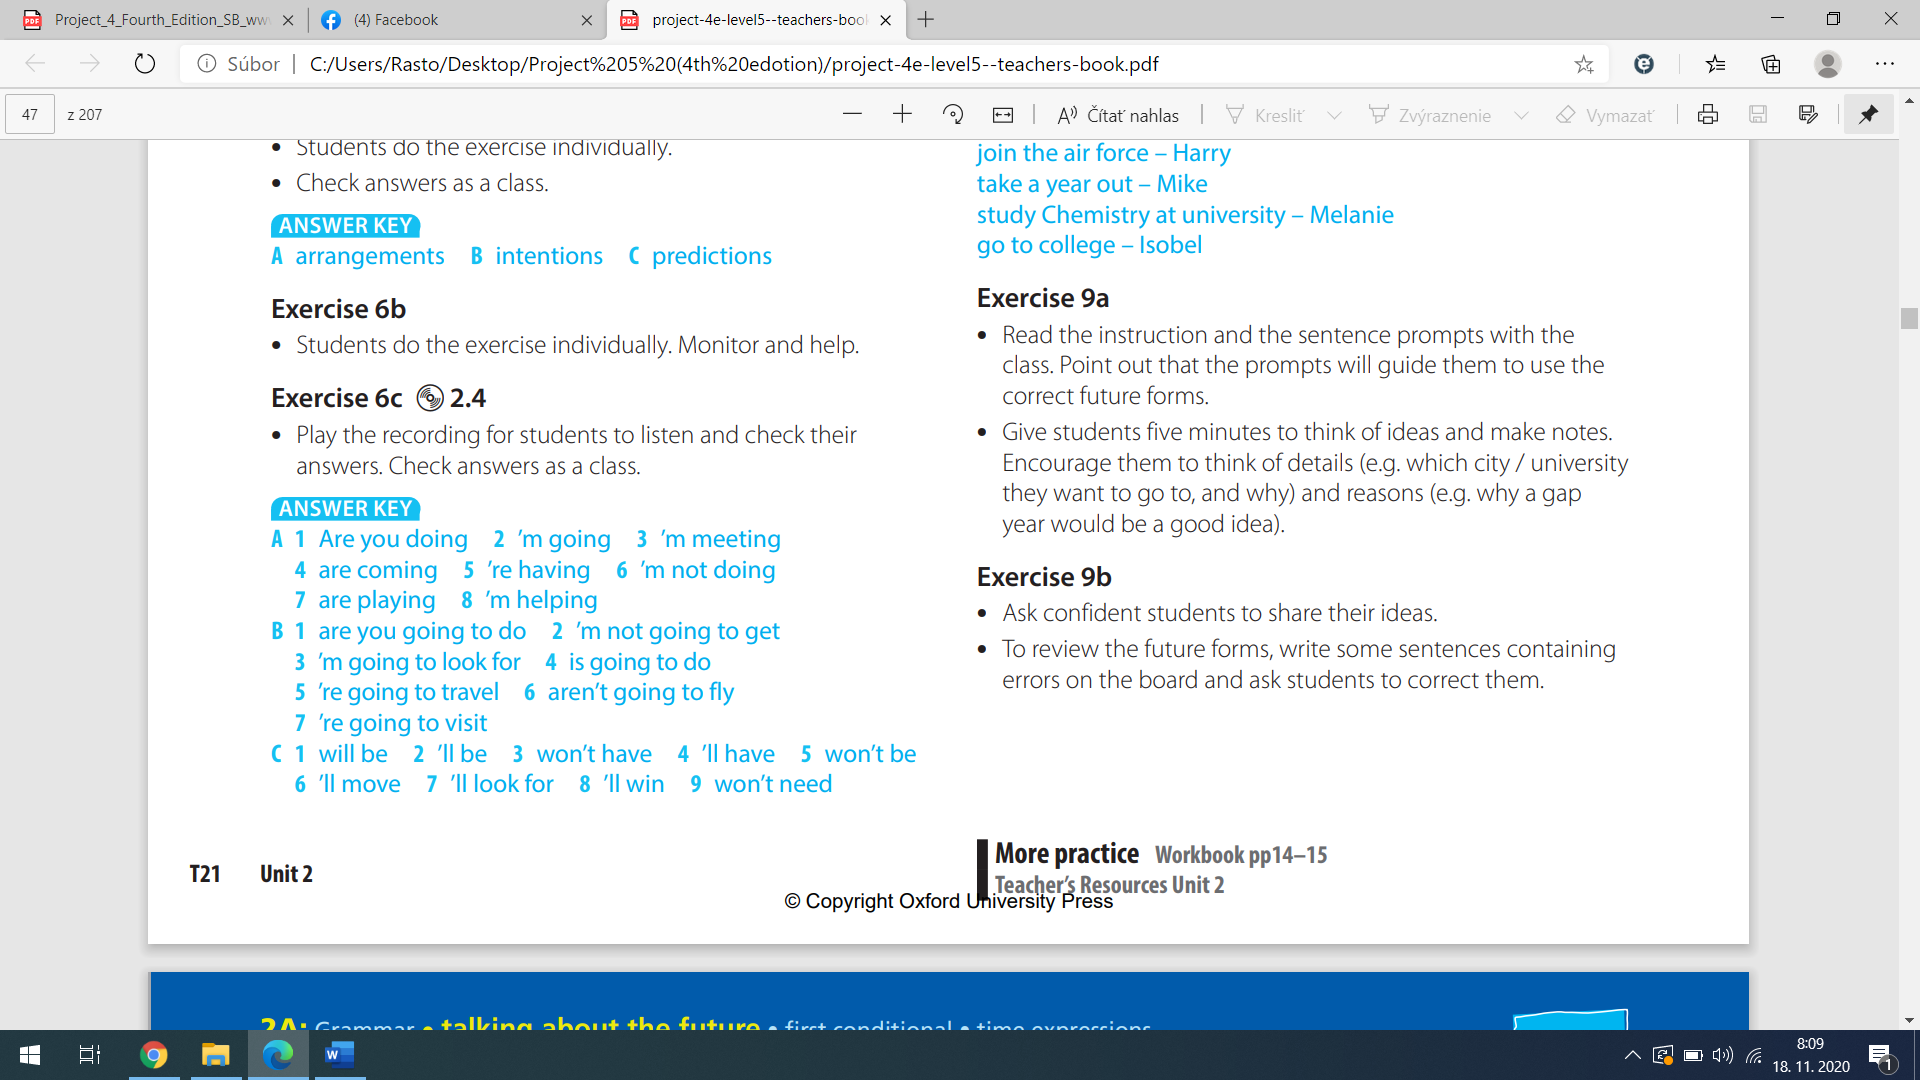 Project_4_Fourth_Edition_SB_ww
(4) Facebook
project-4e-level5--teachers-boo
Súbor
C:/Users/Rasto/Desktop/Project%205%20(4th%20edotion)/project-4e-level5--teachers-book.pdf
47
z 207
Čítať nahlas
Kresliť
Zvýraznenie
Vymazať
• Students do the exercise individually.
• Check answers as a class.
ANSWER KEY
A arrangements B intentions C predictions
Exercise 6b
• Students do the exercise individually. Monitor and help.
Exercise 6c 2.4
• Play the recording for students to listen and check their
answers. Check answers as a class.
ANSWER KEY
A 1 Are you doing 2 ’m going 3 ’m meeting
4 are coming 5 ’re having 6 ’m not doing
7 are playing 8 ’m helping
B 1 are you going to do 2 ’m not going to get
3 ’m going to look for 4 is going to do
5 ’re going to travel 6 aren’t going to fly
7 ’re going to visit
C 1 will be 2 ’ll be 3 won’t have 4 ’ll have 5 won’t be
6 ’ll move 7 ’ll look for 8 ’ll win 9 won’t need
join the air force – Harry
take a year out – Mike
study Chemistry at university – Melanie
go to college – Isobel
Exercise 9a
• Read the instruction and the sentence prompts with the
class. Point out that the prompts will guide them to use the
correct future forms.
• Give students five minutes to think of ideas and make notes.
Encourage them to think of details (e.g. which city / university
they want to go to, and why) and reasons (e.g. why a gap
year would be a good idea).
Exercise 9b
• Ask confident students to share their ideas.
• To review the future forms, write some sentences containing
errors on the board and ask students to correct them.
More practice Workbook pp14–15
Teacher’s Resources Unit 2
T21 Unit 2
© Copyright Oxford University Press
2A: Grammar • talking about the future • first conditional • time expressions
8:09
18. 11. 2020
1